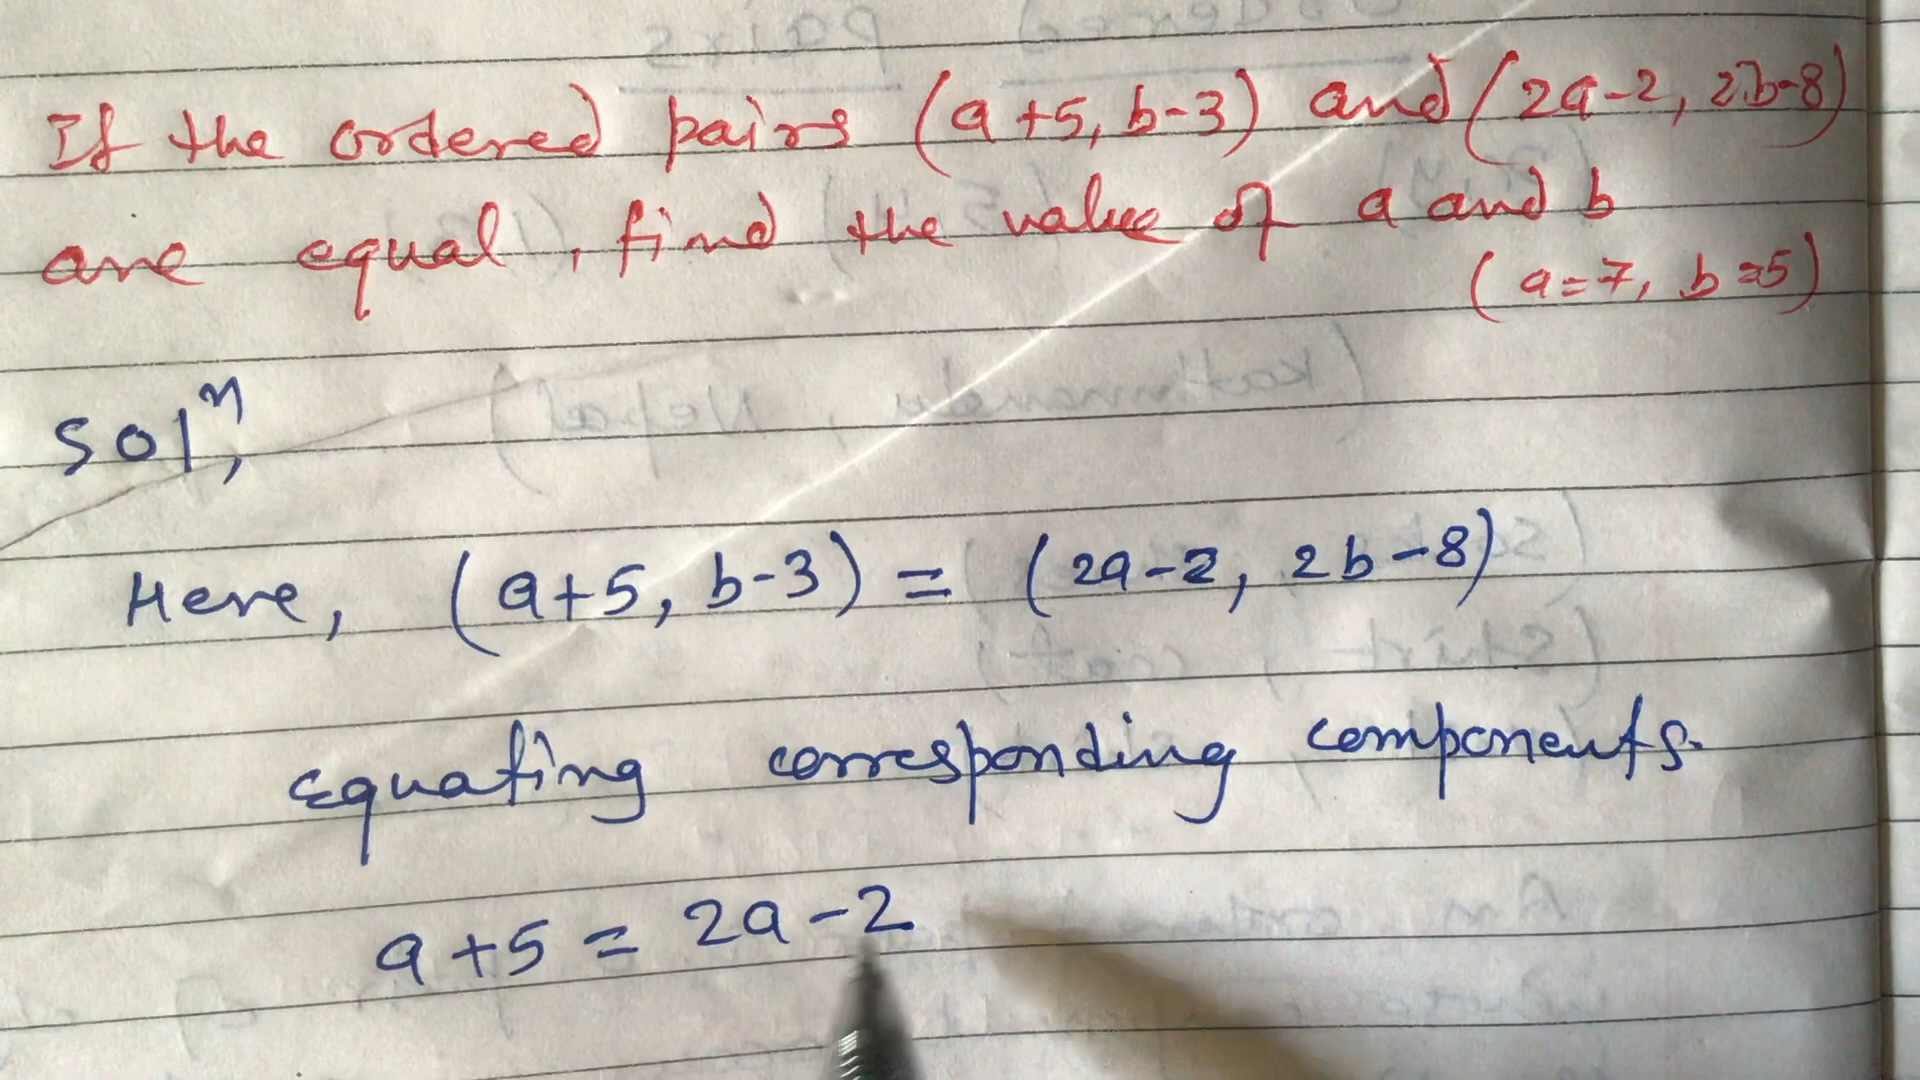 If the ordered pairs (a+5, b-3) and (2a-2, 2b-8)
are equal, find the value of a and b
(a=7, b=5)
Solⁿ,
Here, (a+5, b-3) = (2a-2, 2b-8)
Equating corresponding components.
a+5 = 2a-2